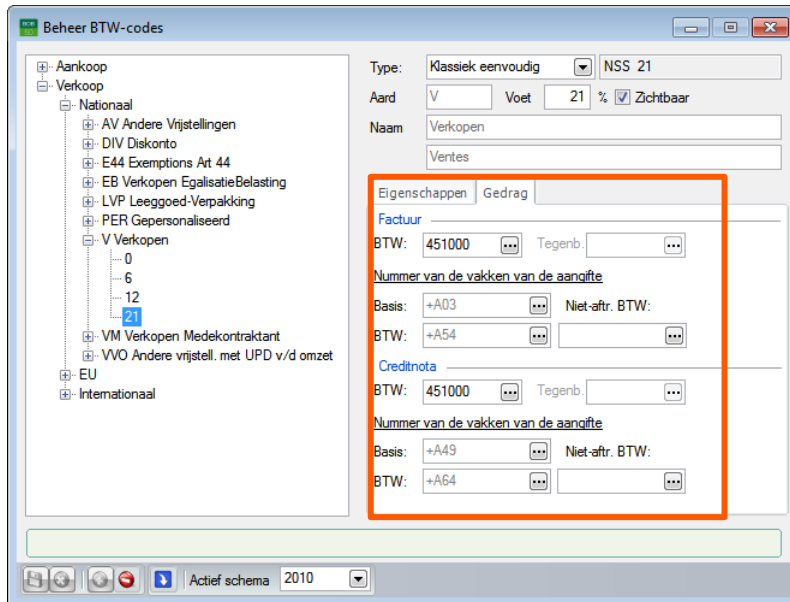 BOB 50 Beheer BTW-codes
Aankoop
Verkoop
Nationaal
AV Andere Vrijstellingen
DIV Diskonto
E44 Exemptions Art 44
EB Verkopen EgalisatieBelasting
LVP Leeggoed-Verpakking
PER Gepersonaliseerd
V Verkopen
0
6
12
21
VM Verkopen Medekontraktant
VVO Andere vrijstell. met UPD v/d omzet
EU
Internationaal
Type: Klassiek eenvoudig NSS 21
Aard V Voet 21 % Zichtbaar
Naam Verkopen
Ventes
Eigenschappen Gedrag
Factuur
BTW: 451000 ... Tegenb. ...
Nummer van de vakken van de aangifte
Basis: +A03 ... Niet-aftr. BTW:
BTW: +A54 ... ...
Creditnota
BTW: 451000 ... Tegenb. ...
Nummer van de vakken van de aangifte
Basis: +A49 ... Niet-aftr. BTW:
BTW: +A64 ... ...
Actief schema 2010